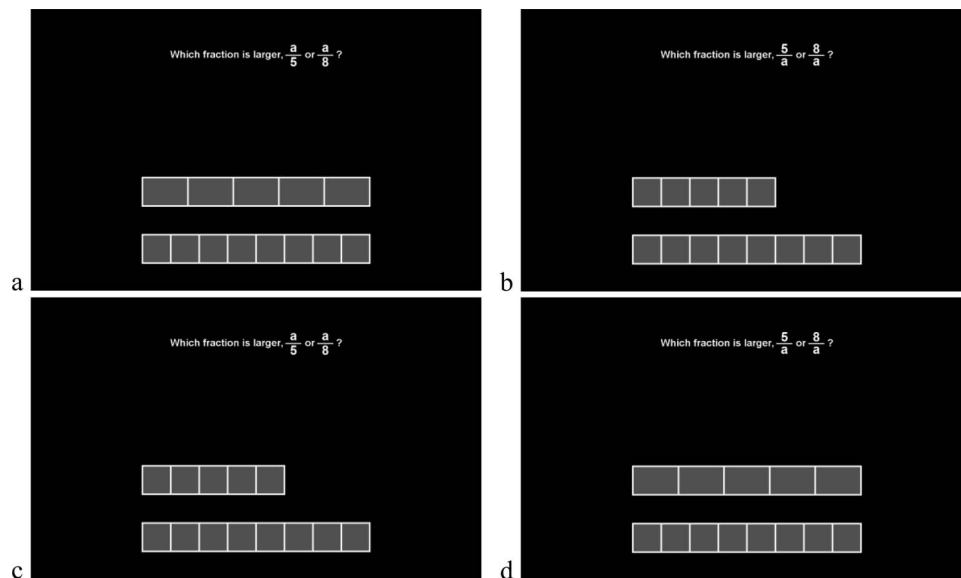 Which fraction is larger, a/5 or a/8 ?
a
Which fraction is larger, 5/a or 8/a ?
b
Which fraction is larger, a/5 or a/8 ?
c
Which fraction is larger, 5/a or 8/a ?
d